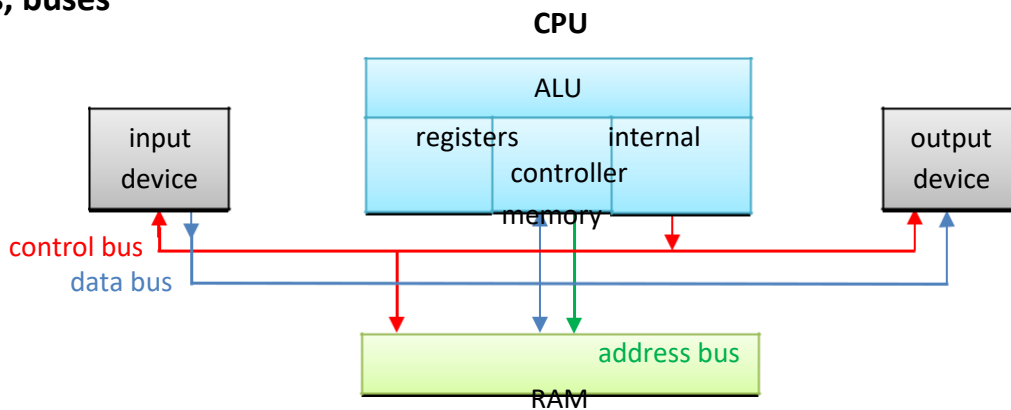 s, buses
CPU
ALU
input
device
registers
internal
controller
memory
output
device
control bus
data bus
address bus
RAM